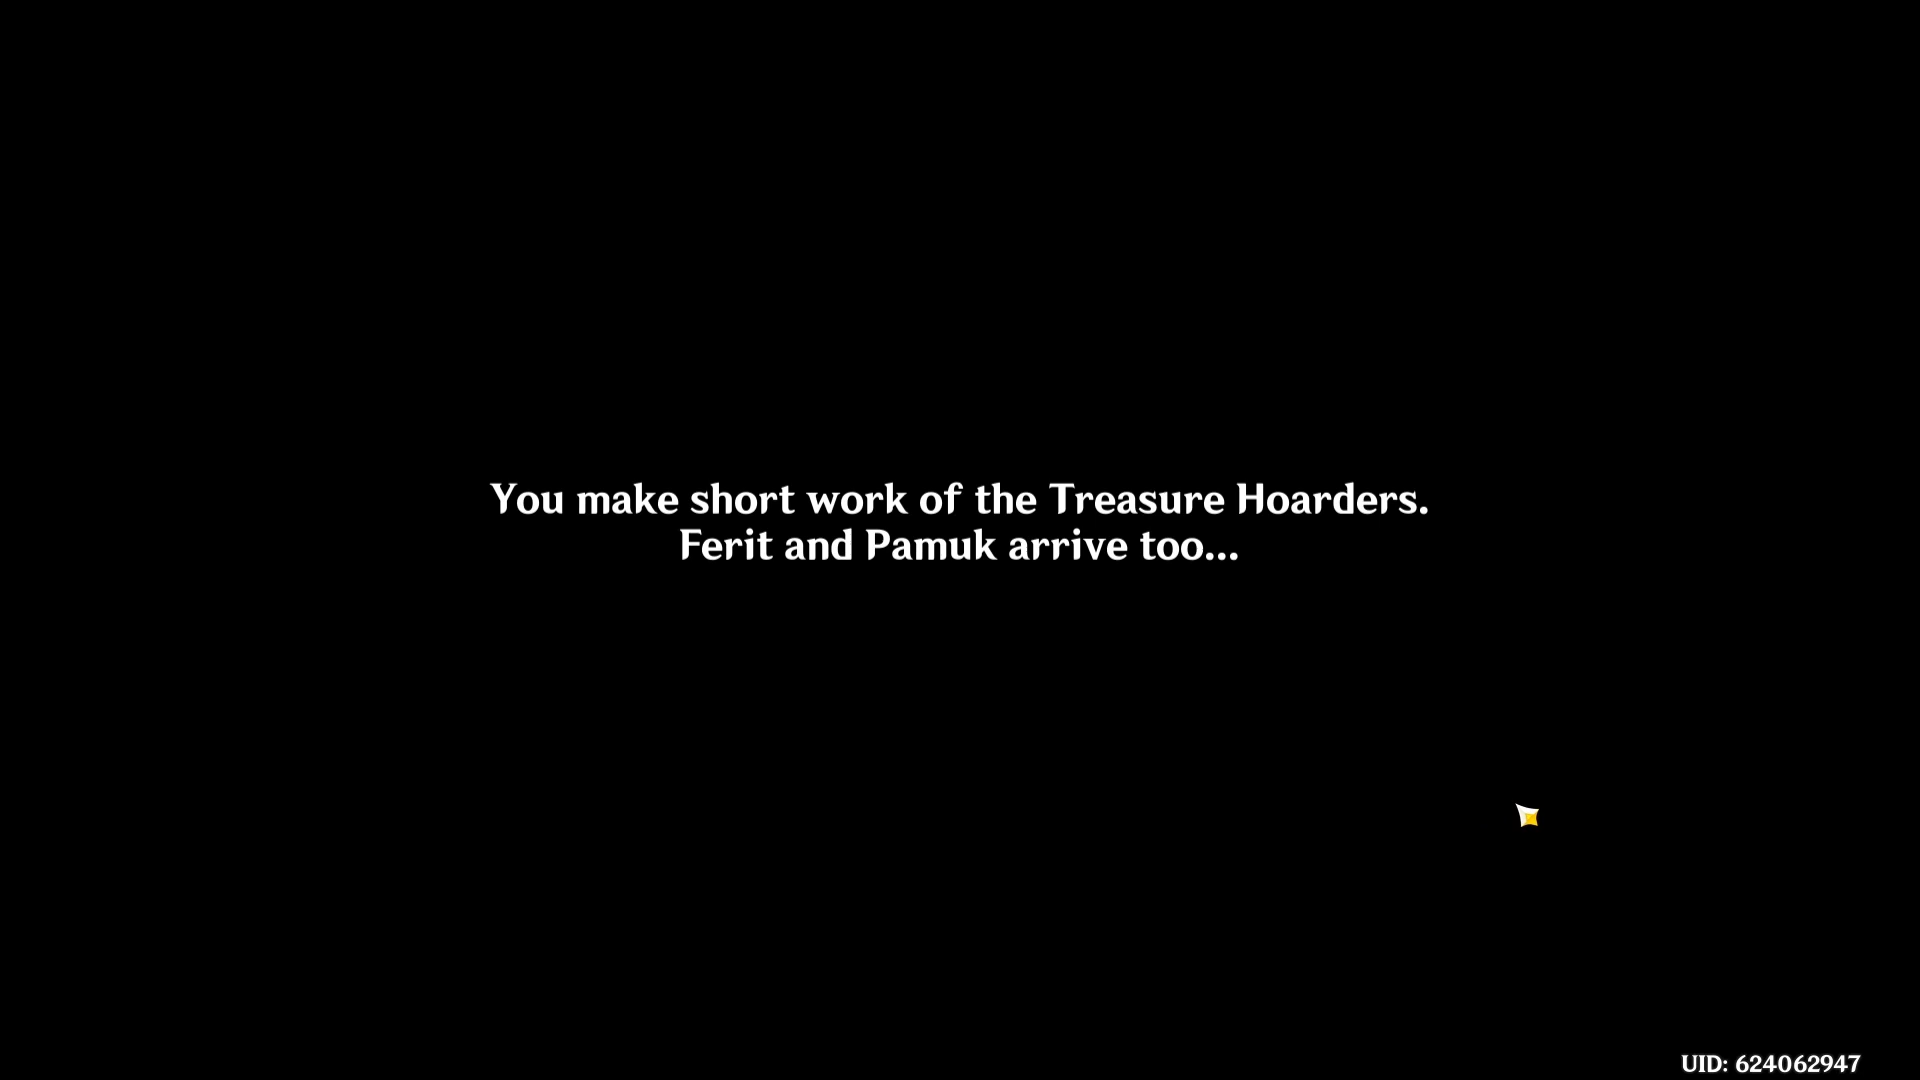 You make short work of the Treasure Hoarders.
Ferit and Pamuk arrive too...
UID: 624062947